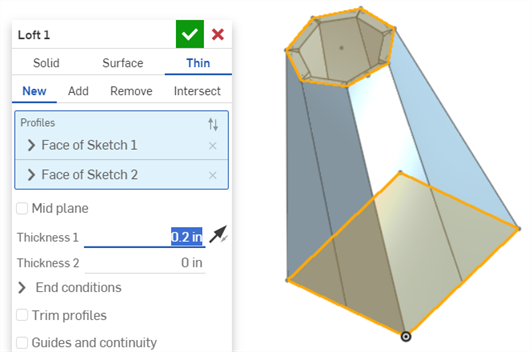 Loft 1
Solid Surface Thin
New Add Remove Intersect
Profiles
Face of Sketch 1
Face of Sketch 2
Mid plane
Thickness 1 0.2 in
Thickness 2 0 in
End conditions
Trim profiles
Guides and continuity